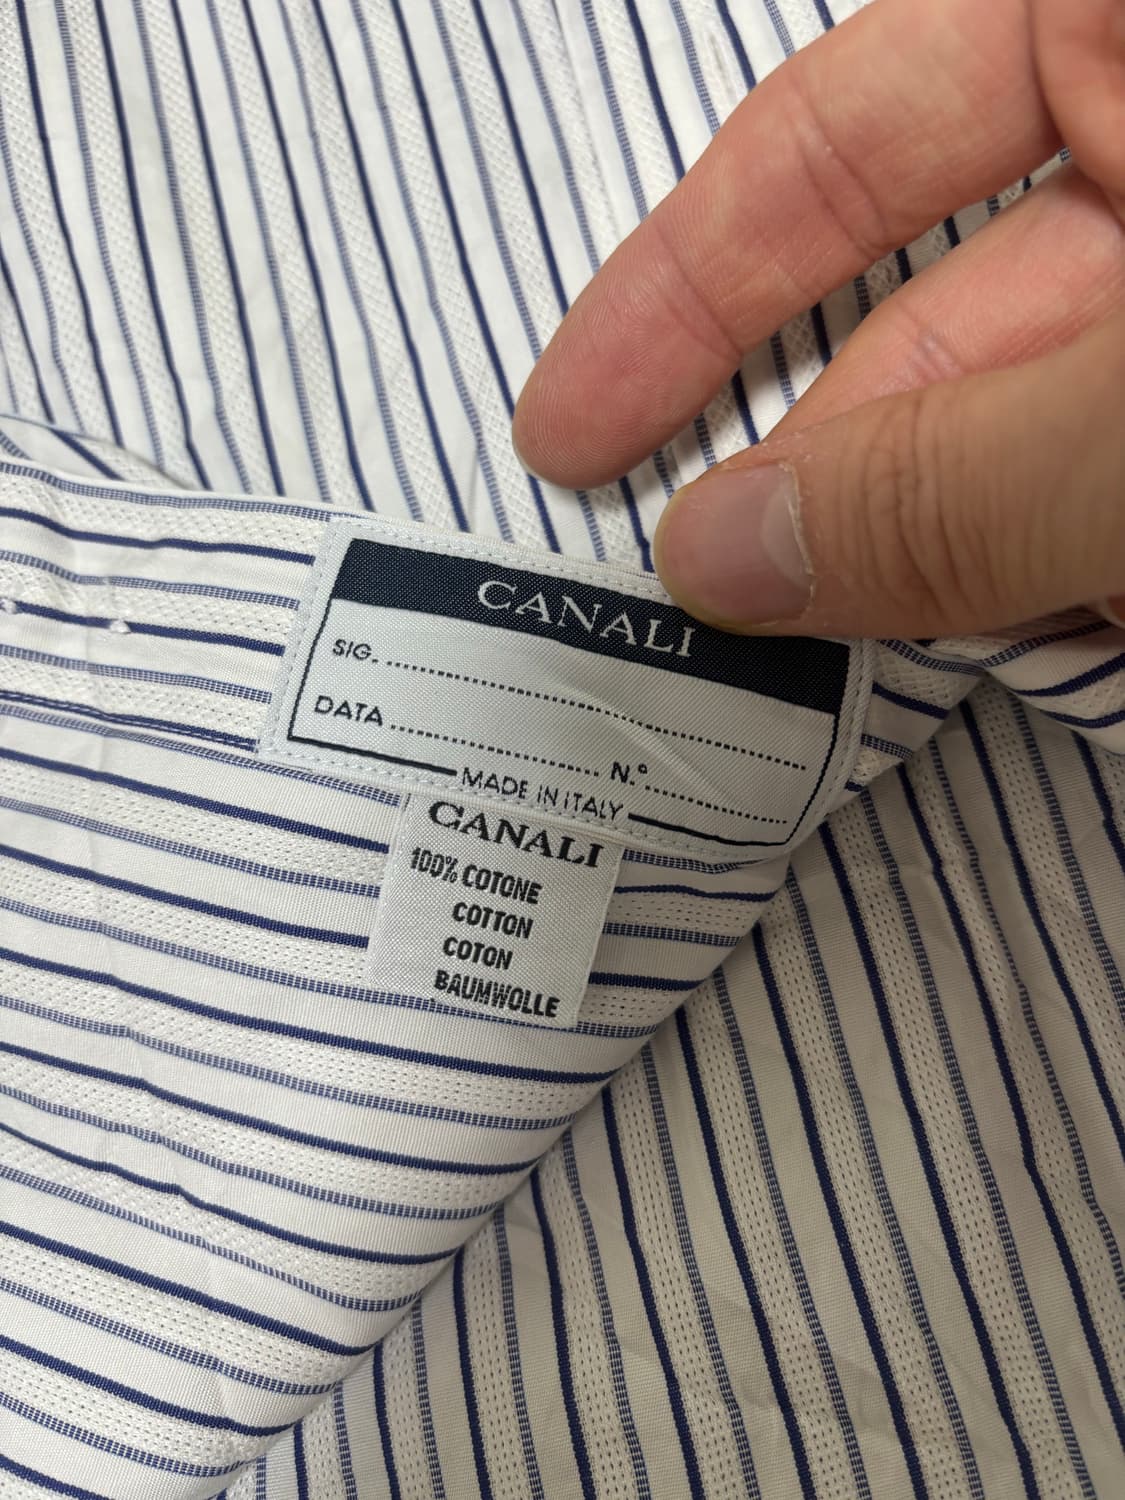 CANALI
SIG.
DATA N.º
MADE IN ITALY
CANALI
100% COTONE
COTTON
COTON
BAUMWOLLE